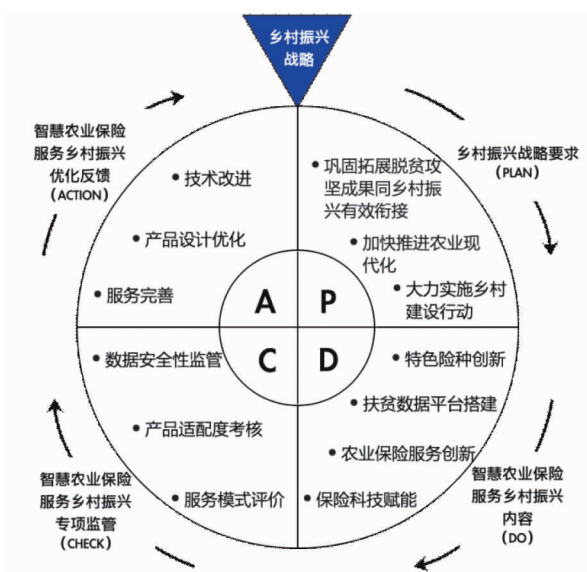 乡村振兴
战略
智慧农业保险
服务乡村振兴
优化反馈
(ACTION)
乡村振兴战略要求
(PLAN)
• 技术改进
• 产品设计优化
• 服务完善
• 巩固拓展脱贫攻
坚成果同乡村振
兴有效衔接
• 加快推进农业现
代化
• 大力实施乡村
建设行动
A
P
C
D
• 数据安全性监管
• 产品适配度考核
• 服务模式评价
• 特色险种创新
• 扶贫数据平台搭建
• 农业保险服务创新
• 保险科技赋能
智慧农业保险
服务乡村振兴
专项监管
(CHECK)
智慧农业保险
服务乡村振兴
内容
(DO)